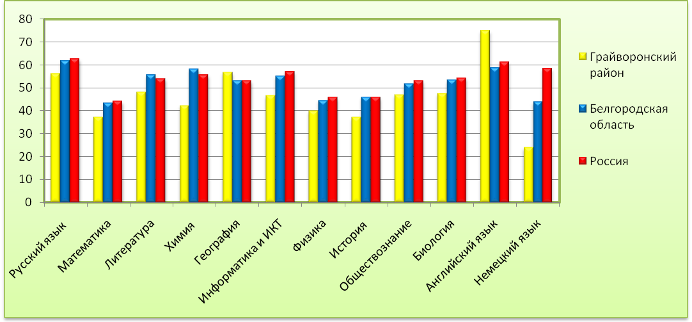 80
70
60
50
40
30
20
10
0
Русский язык
Математика
Литература
Химия
География
Информатика и ИКТ
Физика
История
Обществознание
Биология
Английский язык
Немецкий язык
Грайворонский
район
Белгородская
область
Россия